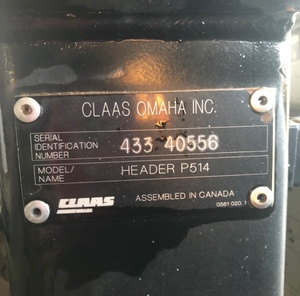 CLAAS OMAHA INC.
SERIAL
IDENTIFICATION
NUMBER
433 40556
MODEL/
NAME
HEADER P514
CLAAS
ASSEMBLED IN CANADA
0561 020.1